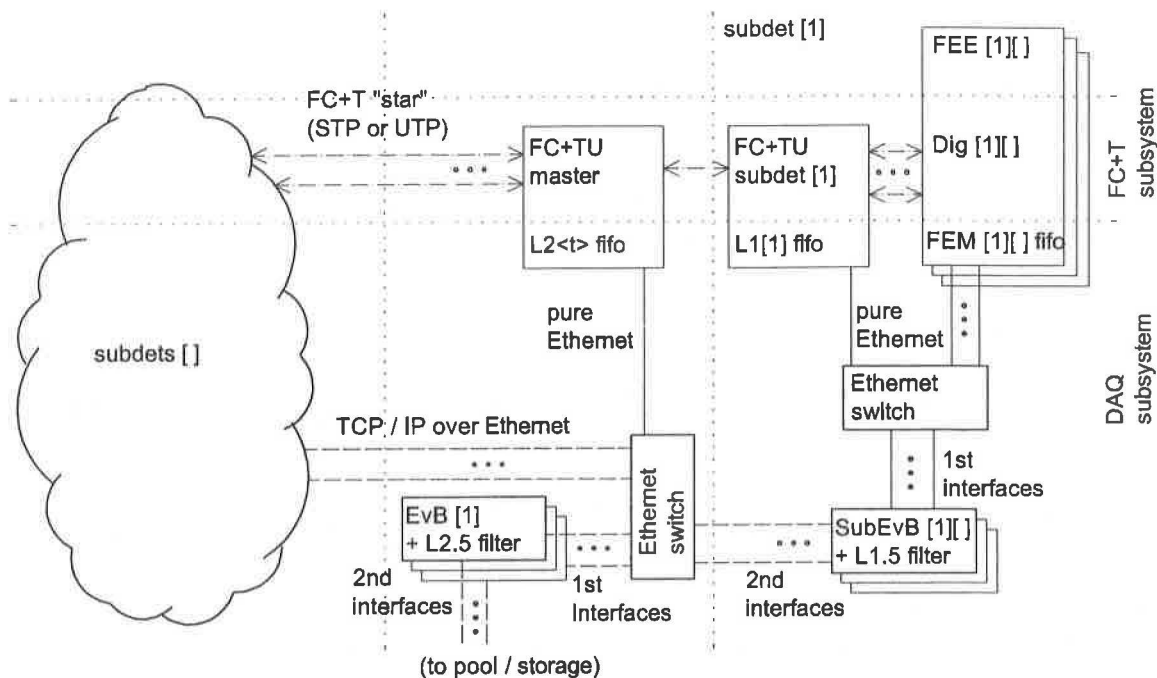 subdet [1]
FEE [1][ ]
FC+T "star"
(STP or UTP)
FC+TU
master
FC+TU
subdet [1]
Dig [1][ ]
FC+T
subsystem
L2<t> fifo
L1[1] fifo
FEM [1][ ] fifo
pure
Ethernet
pure
Ethernet
subdets [ ]
Ethernet
switch
DAQ
subsystem
TCP / IP over Ethernet
1st
interfaces
EvB [1]
+ L2.5 filter
Ethernet
switch
SubEvB [1][ ]
+ L1.5 filter
2nd
interfaces
1st
Interfaces
2nd
interfaces
(to pool / storage)